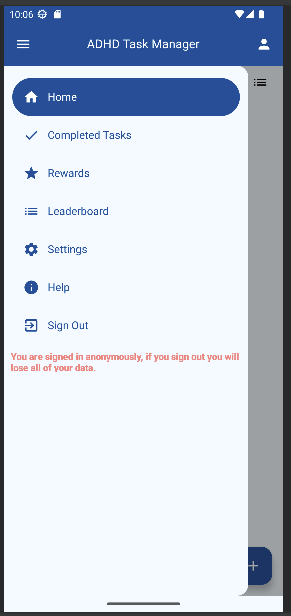 10:06
ADHD Task Manager
Home
Completed Tasks
Rewards
Leaderboard
Settings
Help
Sign Out
You are signed in anonymously, if you sign out you will
lose all of your data.